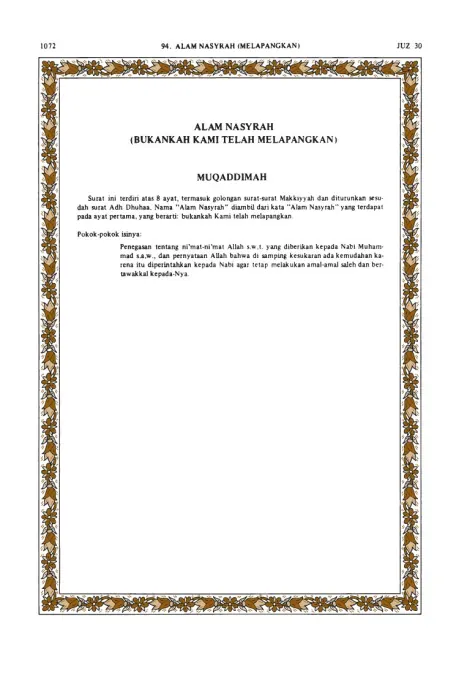 1072 94. ALAM NASYRAH (MELAPANGKAN) JUZ 30
ALAM NASYRAH
(BUKANKAH KAMI TELAH MELAPANGKAN)
MUQADDIMAH
Surat ini terdiri atas 8 ayat, termasuk golongan surat-surat Makkiyyah dan diturunkan sesu-
dah surat Adh Dhuhaa. Nama "Alam Nasyrah" diambil dari kata "Alam Nasyrah" yang terdapat
pada ayat pertama, yang berarti: bukankah Kami telah melapangkan.
Pokok-pokok isinya:
Penegasan tentang ni'mat-ni'mat Allah s.w.t. yang diberikan kepada Nabi Muham-
mad s.a.w., dan pernyataan Allah bahwa di samping kesukaran ada kemudahan ka-
rena itu diperintahkan kepada Nabi agar tetap melakukan amal-amal saleh dan ber-
tawakkal kepada-Nya.